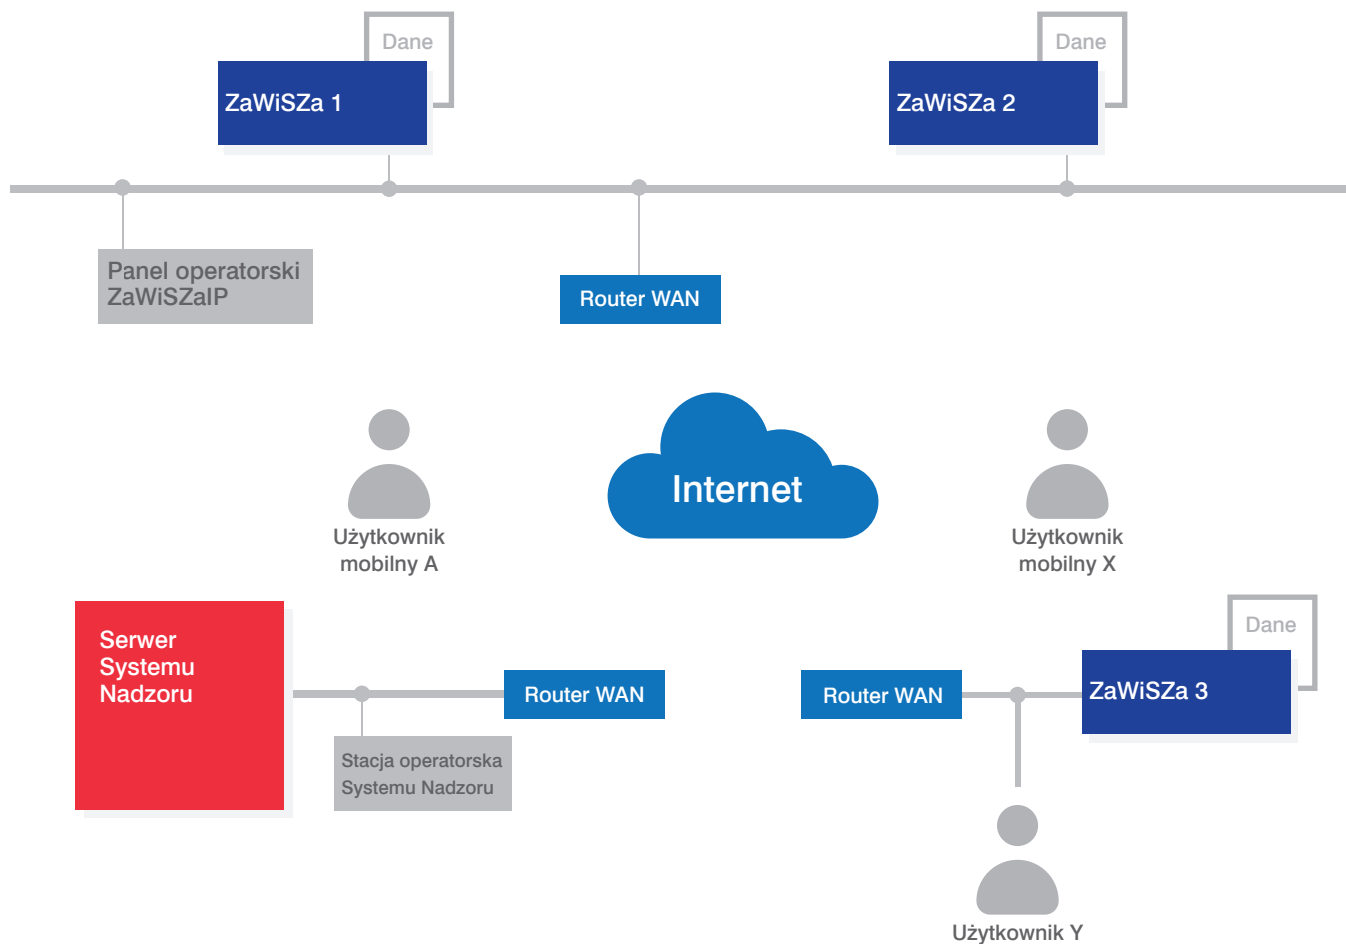 Dane
ZaWiSZa 1
Dane
ZaWiSZa 2
Panel operatorski
ZaWiSZaIP
Router WAN
Internet
Użytkownik
mobilny A
Użytkownik
mobilny X
Serwer
Systemu
Nadzoru
Router WAN
Stacja operatorska
Systemu Nadzoru
Router WAN
Dane
ZaWiSZa 3
Użytkownik Y